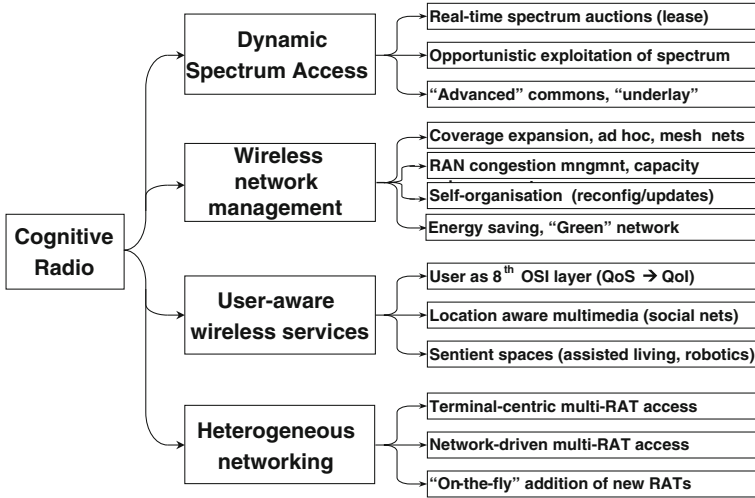 Cognitive
Radio
Dynamic
Spectrum Access
Real-time spectrum auctions (lease)
Opportunistic exploitation of spectrum
“Advanced” commons, “underlay”
Wireless
network
management
Coverage expansion, ad hoc, mesh nets
RAN congestion mngmnt, capacity
Self-organisation (reconfig/updates)
Energy saving, “Green” network
User-aware
wireless services
User as 8th OSI layer (QoS → QoI)
Location aware multimedia (social nets)
Sentient spaces (assisted living, robotics)
Heterogeneous
networking
Terminal-centric multi-RAT access
Network-driven multi-RAT access
“On-the-fly” addition of new RATs